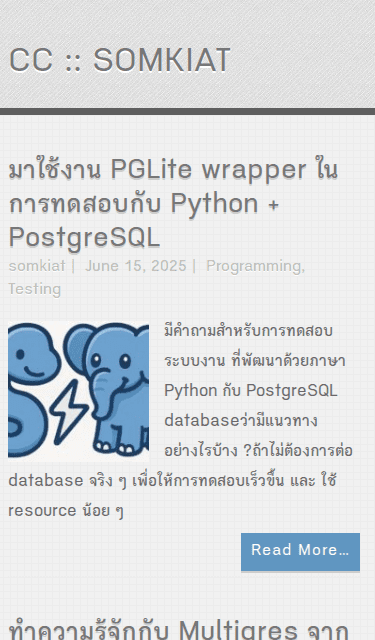 CC :: SOMKIAT
มาใช้งาน PGLite wrapper ใน
การทดสอบกับ Python +
PostgreSQL
somkiat | June 15, 2025 | Programming,
Testing
มีคำถามสำหรับการทดสอบ
ระบบงาน ที่พัฒนาด้วยภาษา
Python กับ PostgreSQL
databaseว่ามีแนวทาง
อย่างไรบ้าง ?ถ้าไม่ต้องการต่อ
database จริง ๆ เพื่อให้การทดสอบเร็วขึ้น และ ใช้
resource น้อย ๆ
Read More...
ทำความรู้จักกับ Multigres จาก